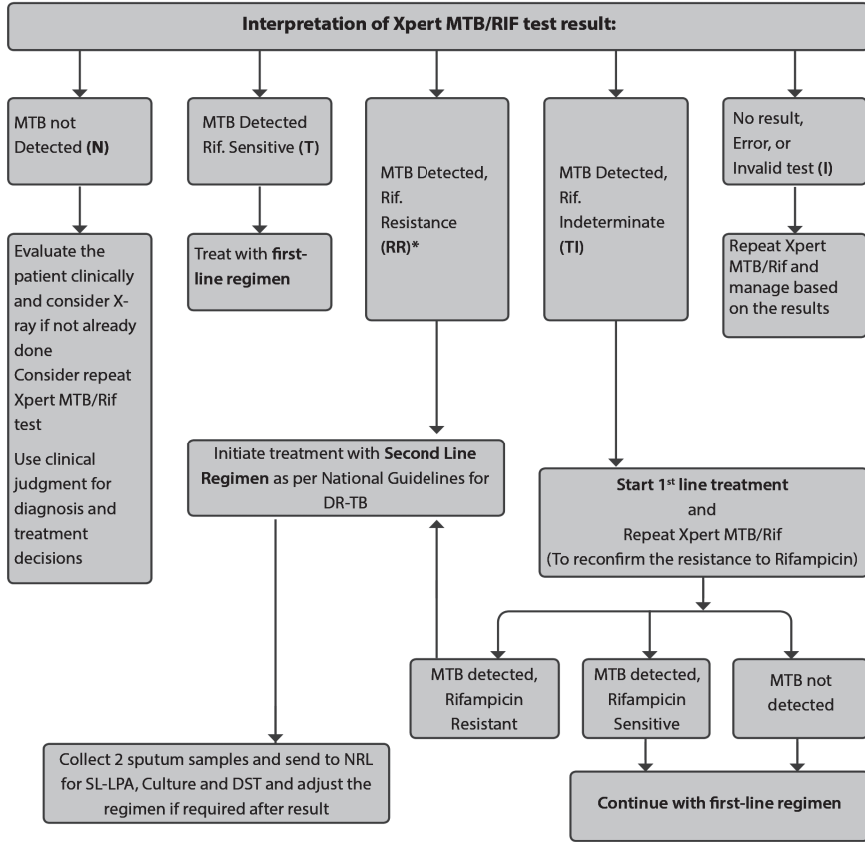 Interpretation of Xpert MTB/RIF test result:
MTB not
Detected (N)
MTB Detected
Rif. Sensitive (T)
MTB Detected,
Rif.
Resistance
(RR)*
MTB Detected,
Rif.
Indeterminate
(TI)
No result,
Error, or
Invalid test (I)
Evaluate the
patient clinically
and consider X-
ray if not already
done
Consider repeat
Xpert MTB/Rif
test
Use clinical
judgment for
diagnosis and
treatment
decisions
Treat with first-
line regimen
Repeat Xpert
MTB/Rif and
manage based
on the results
Initiate treatment with Second Line
Regimen as per National Guidelines for
DR-TB
Start 1st line treatment
and
Repeat Xpert MTB/Rif
(To reconfirm the resistance to Rifampicin)
MTB detected,
Rifampicin
Resistant
MTB detected,
Rifampicin
Sensitive
MTB not
detected
Collect 2 sputum samples and send to NRL
for SL-LPA, Culture and DST and adjust the
regimen if required after result
Continue with first-line regimen